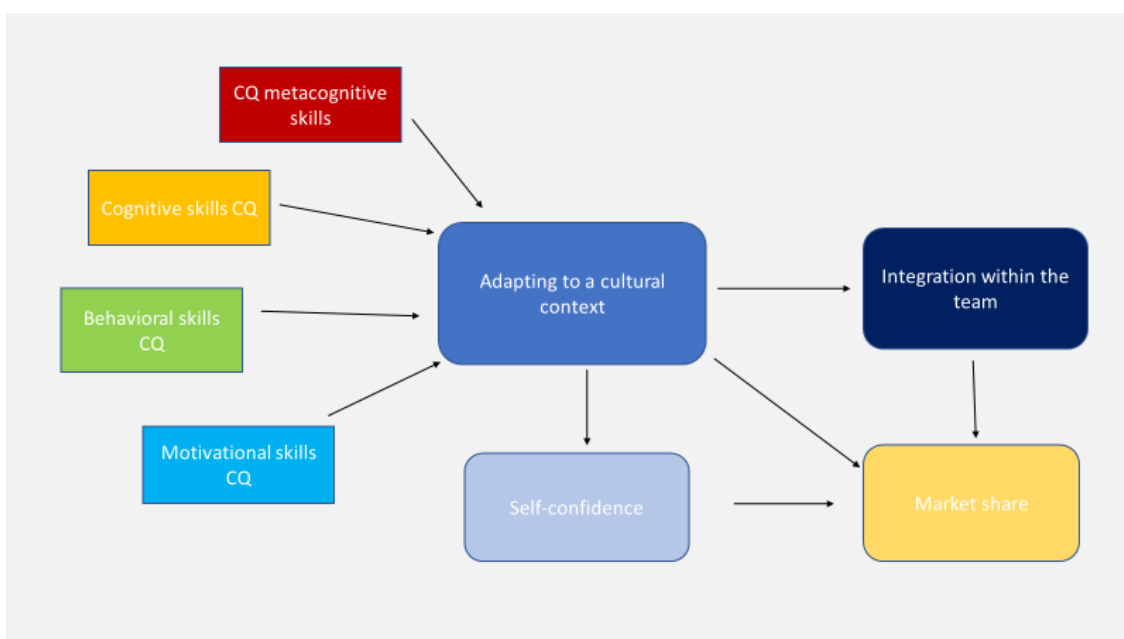 CQ metacognitive
skills
Cognitive skills CQ
Adapting to a cultural
context
Integration within the
team
Behavioral skills
CQ
Motivational skills
CQ
Self-confidence
Market share